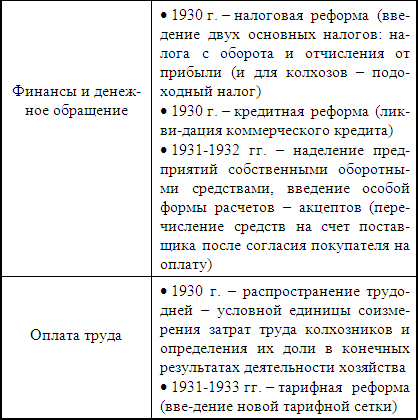 Финансы и денеж-
ное обращение
• 1930 г. – налоговая реформа (вве-
дение двух основных налогов: на-
лога с оборота и отчисления от
прибыли (и для колхозов – подо-
ходный налог)
• 1930 г. – кредитная реформа (лик-
ви-дация коммерческого кредита)
• 1931-1932 гг. – наделение пред-
приятий собственными оборотны-
ми средствами, введение особой
формы расчетов – акцептов (пере-
числение средств на счет постав-
щика после согласия покупателя на
оплату)
Оплата труда
• 1930 г. – распространение трудо-
дней – условной единицы соизме-
рения затрат труда колхозников и
определения их доли в конечных
результатах деятельности хозяйства
• 1931-1933 гг. – тарифная реформа
(вве-дение новой тарифной сетки)